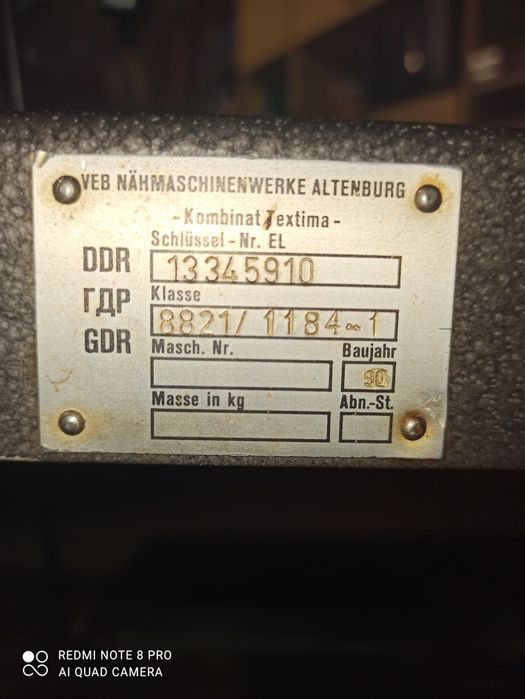 VEB NÄHMASCHINENWERKE ALTENBURG
- Kombinat Textima -
Schlüssel - Nr. EL
DDR 13345910
ГДР Klasse
8821/ 1184-1
GDR Masch. Nr. Baujahr
90
Masse in kg Abn.-St.
REDMI NOTE 8 PRO
AI QUAD CAMERA